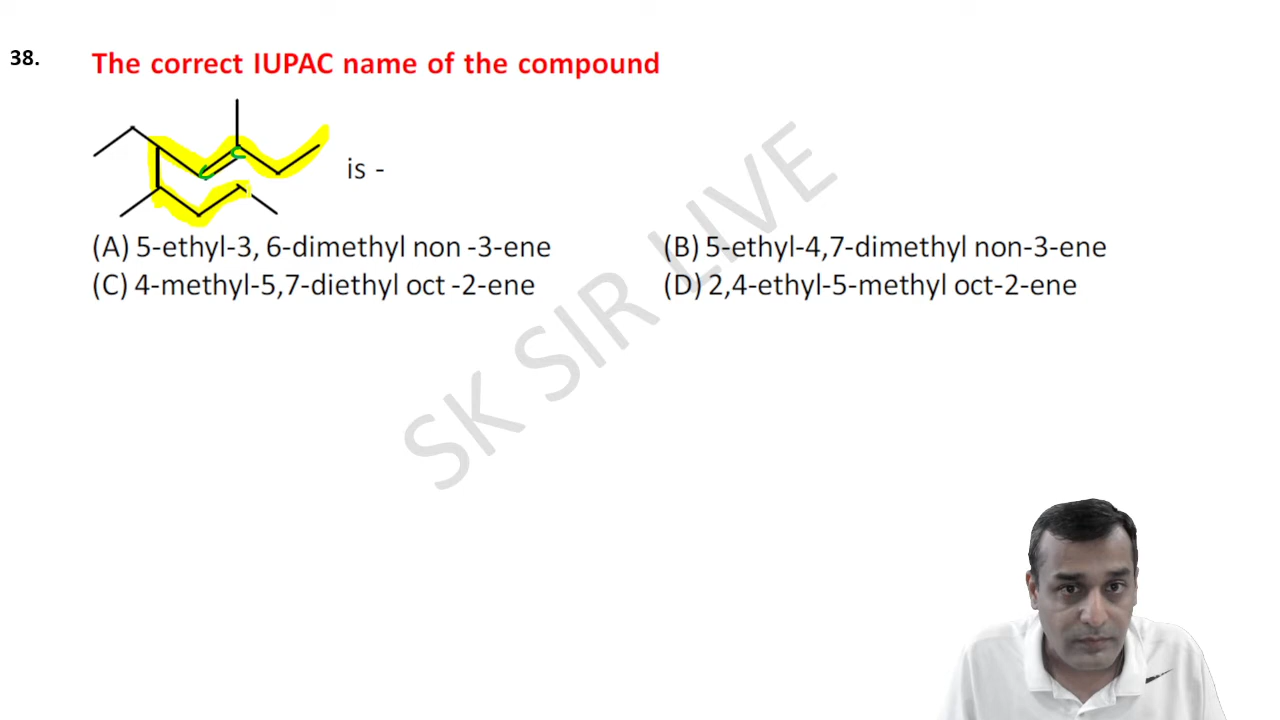 38. The correct IUPAC name of the compound
is -
(A) 5-ethyl-3, 6-dimethyl non -3-ene (B) 5-ethyl-4,7-dimethyl non-3-ene
(C) 4-methyl-5,7-diethyl oct -2-ene (D) 2,4-ethyl-5-methyl oct-2-ene
SK SIR LIVE
C C